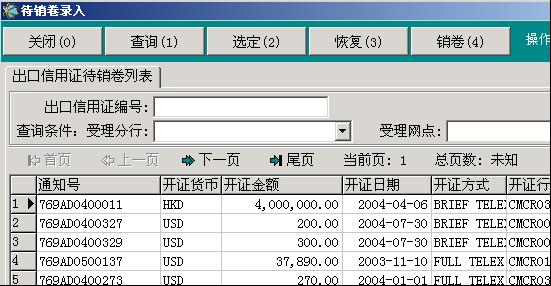 待销卷录入
关闭(0) 查询(1) 选定(2) 恢复(3) 销卷(4) 操作
出口信用证待销卷列表
出口信用证编号:
查询条件: 受理分行: 受理网点:
首页 上一页 下一页 尾页 当前页: 1 总页数: 未知
通知号 开证货币 开证金额 开证日期 开证方式 开证行
1 769AD0400011 HKD 4,000,000.00 2004-04-06 BRIEF TELEX CMCR03
2 769AD0400327 USD 200.00 2004-07-30 BRIEF TELEX CMCR00
3 769AD0400329 USD 300.00 2004-07-30 BRIEF TELEX CMCR00
4 769AD0500137 USD 37,890.00 2003-11-10 FULL TELEX CMCR03
5 769AD0400273 USD 270.00 2004-01-01 FULL TELEX CMCR01